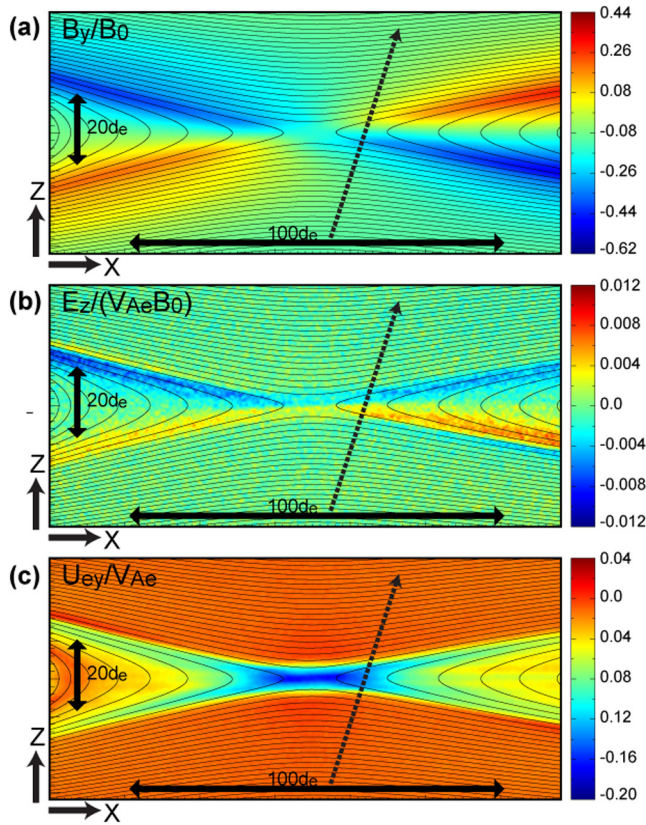 (a) By/B0
0.44
0.26
0.08
-0.08
-0.26
-0.44
-0.62
20de
Z
100de
X
(b) Ez/(VAeB0)
0.012
0.008
0.004
0.000
-0.004
-0.008
-0.012
20de
Z
100de
X
(c) Uey/VAe
0.04
0.0
0.04
0.08
0.12
-0.16
-0.20
20de
Z
100de
X